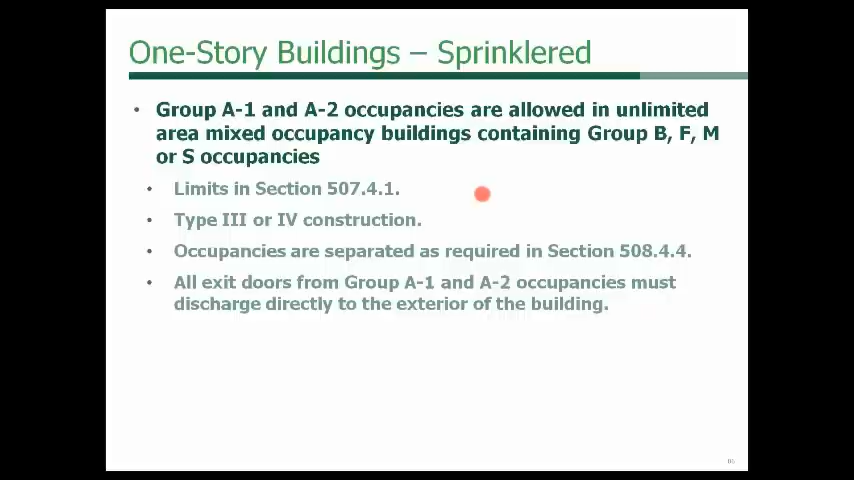 One-Story Buildings – Sprinklered
• Group A-1 and A-2 occupancies are allowed in unlimited
area mixed occupancy buildings containing Group B, F, M
or S occupancies
• Limits in Section 507.4.1.
• Type III or IV construction.
• Occupancies are separated as required in Section 508.4.4.
• All exit doors from Group A-1 and A-2 occupancies must
discharge directly to the exterior of the building.